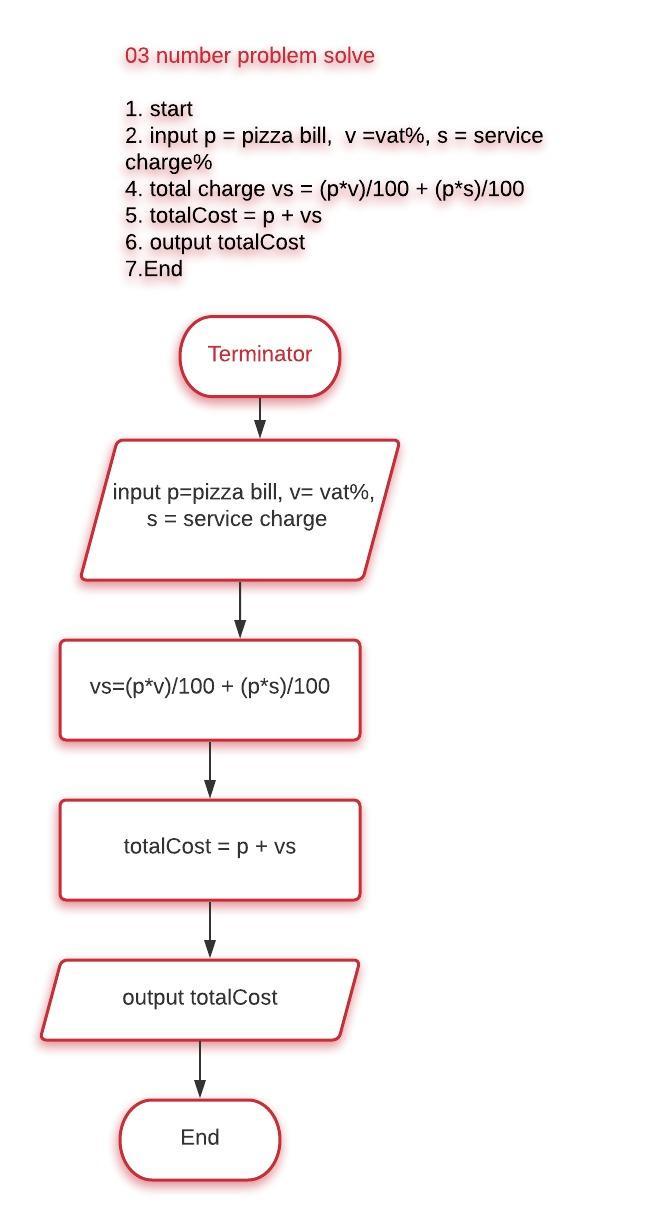 03 number problem solve
1. start
2. input p = pizza bill,  v =vat%, s = service
charge%
4. total charge vs = (p*v)/100 + (p*s)/100
5. totalCost = p + vs
6. output totalCost
7.End
Terminator
input p=pizza bill, v= vat%,
s = service charge
vs=(p*v)/100 + (p*s)/100
totalCost = p + vs
output totalCost
End